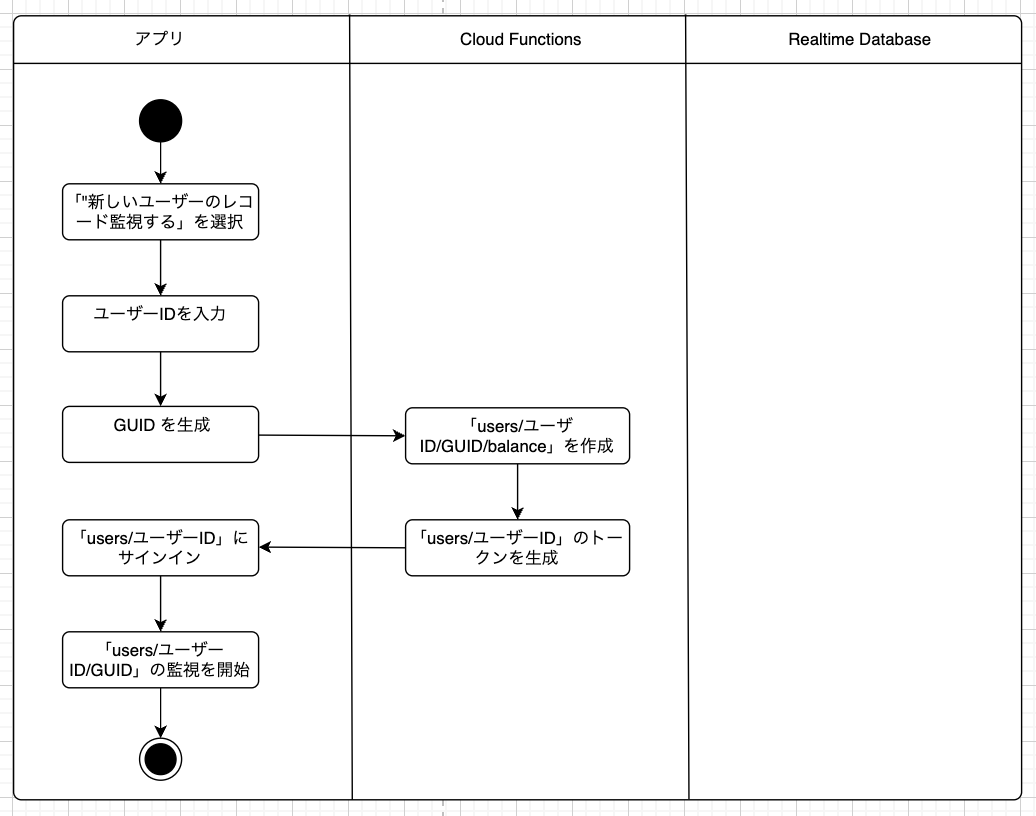 アプリ
Cloud Functions
Realtime Database
「"新しいユーザーのレコ
ード監視する」を選択
ユーザーIDを入力
GUID を生成
「users/ユーザ
ID/GUID/balance」を作成
「users/ユーザーID」のトー
クンを生成
「users/ユーザーID」に
サインイン
「users/ユーザー
ID/GUID」の監視を開始